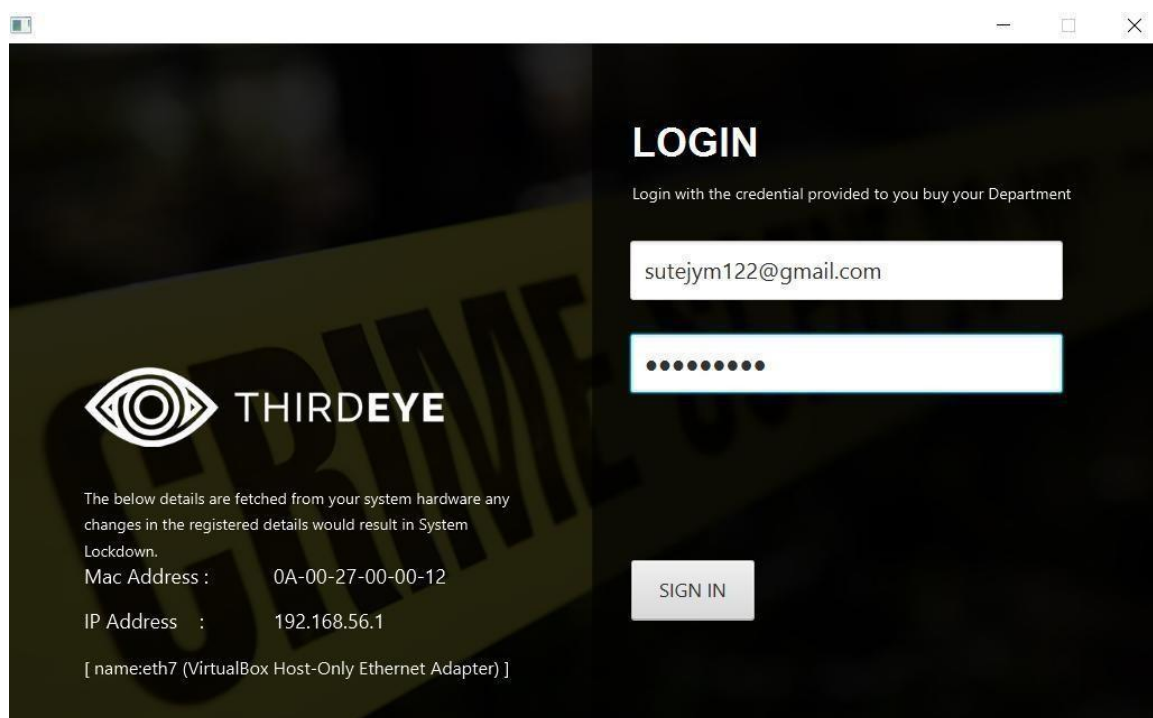 THIRDEYE
The below details are fetched from your system hardware any
changes in the registered details would result in System
Lockdown.
Mac Address : 0A-00-27-00-00-12
IP Address : 192.168.56.1
[ name:eth7 (VirtualBox Host-Only Ethernet Adapter) ]
LOGIN
Login with the credential provided to you buy your Department
sutejym122@gmail.com
●●●●●●●●●
SIGN IN
CRIME